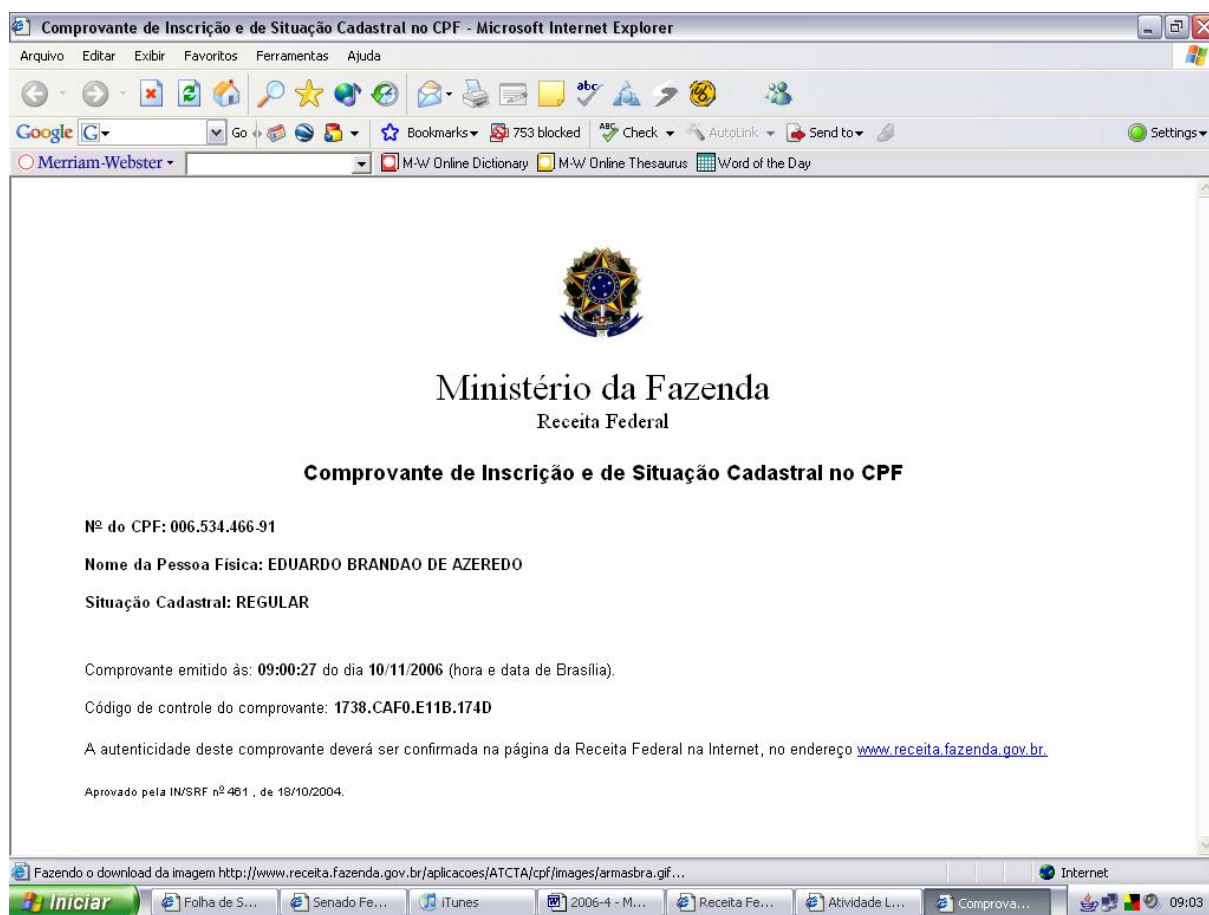 Comprovante de Inscrição e de Situação Cadastral no CPF - Microsoft Internet Explorer
Arquivo Editar Exibir Favoritos Ferramentas Ajuda
Google G Go Bookmarks 753 blocked Check AutoLink Send to Settings
Merriam-Webster M-W Online Dictionary M-W Online Thesaurus Word of the Day
Ministério da Fazenda
Receita Federal
Comprovante de Inscrição e de Situação Cadastral no CPF
Nº do CPF: 006.534.466-91
Nome da Pessoa Física: EDUARDO BRANDAO DE AZEREDO
Situação Cadastral: REGULAR
Comprovante emitido às: 09:00:27 do dia 10/11/2006 (hora e data de Brasília).
Código de controle do comprovante: 1738.CAF0.E11B.174D
A autenticidade deste comprovante deverá ser confirmada na página da Receita Federal na Internet, no endereço www.receita.fazenda.gov.br.
Aprovado pela IN/SRF nº 461 , de 18/10/2004.
Fazendo o download da imagem http://www.receita.fazenda.gov.br/aplicacoes/ATCTA/cpf/images/armasbra.gif... Internet
Iniciar Folha de S... Senado Fe... iTunes 2006-4 - M... Receita Fe... Atividade L... Comprova... 09:03